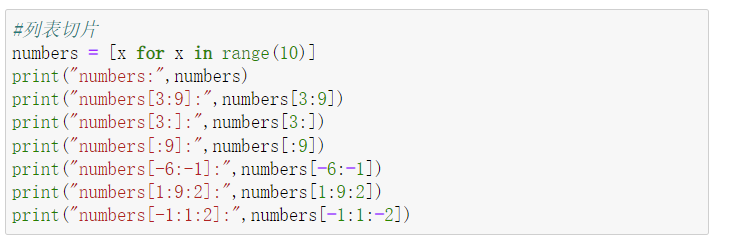 #列表切片
numbers = [x for x in range(10)]
print("numbers:",numbers)
print("numbers[3:9]:",numbers[3:9])
print("numbers[3:]:",numbers[3:])
print("numbers[:9]:",numbers[:9])
print("numbers[-6:-1]:",numbers[-6:-1])
print("numbers[1:9:2]:",numbers[1:9:2])
print("numbers[-1:1:2]:",numbers[-1:1:-2])